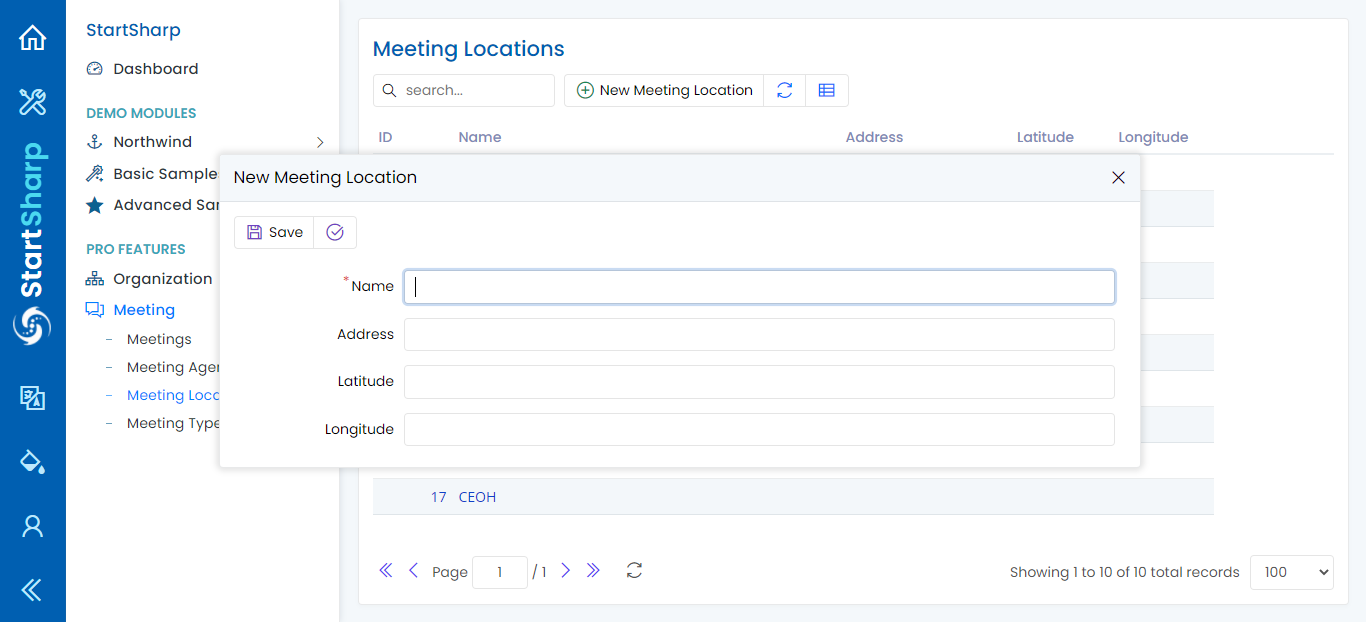 StartSharp
StartSharp
Dashboard
DEMO MODULES
Northwind
Basic Sample
Advanced Sar
PRO FEATURES
Organization
Meeting
– Meetings
– Meeting Ager
– Meeting Loca
– Meeting Type
Meeting Locations
search...
New Meeting Location
ID Name Address Latitude Longitude
New Meeting Location
Save
*Name
Address
Latitude
Longitude
17 CEOH
Page 1 / 1
Showing 1 to 10 of 10 total records 100